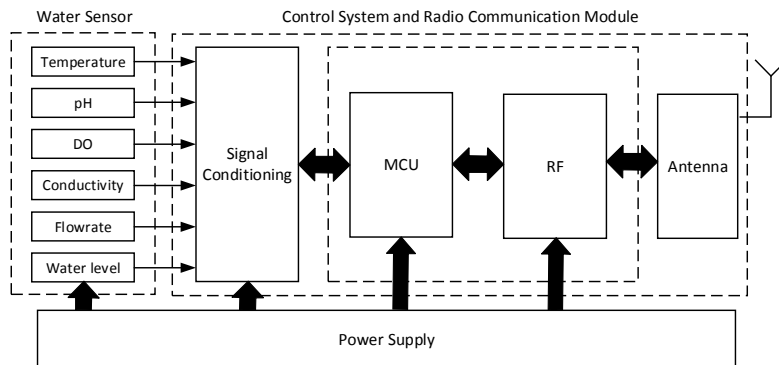 Water Sensor
Control System and Radio Communication Module
Temperature
pH
DO
Conductivity
Flowrate
Water level
Signal
Conditioning
MCU
RF
Antenna
Power Supply